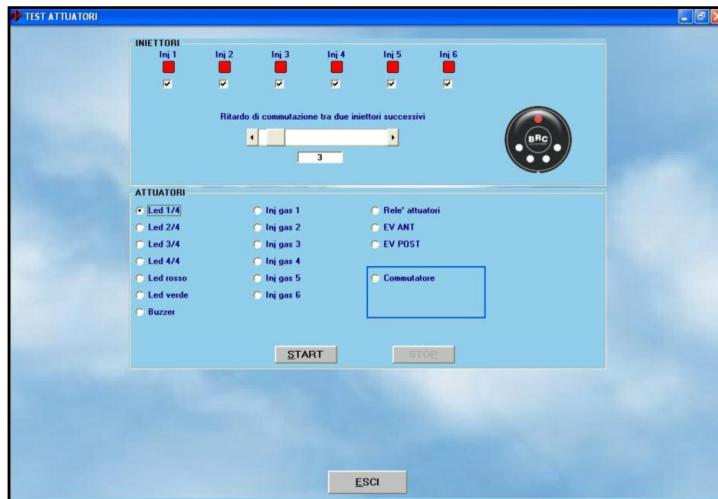 TEST ATTUATORI
INIETTORI
Inj 1 Inj 2 Inj 3 Inj 4 Inj 5 Inj 6
Ritardo di commutazione tra due iniettori successivi
3
BRC
ATTUATORI
Led 1/4 Inj gas 1 Rele' attuatori
Led 2/4 Inj gas 2 EV ANT
Led 3/4 Inj gas 3 EV POST
Led 4/4 Inj gas 4
Led rosso Inj gas 5 Commutatore
Led verde Inj gas 6
Buzzer
START STOP
ESCI